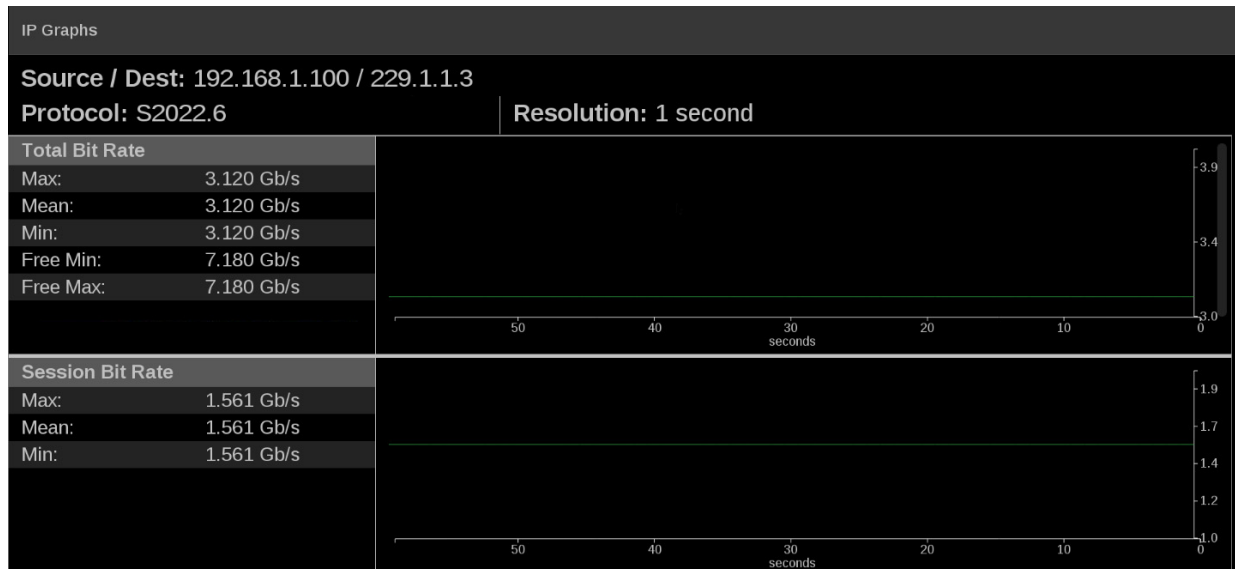 IP Graphs
Source / Dest: 192.168.1.100 / 229.1.1.3
Protocol: S2022.6
Resolution: 1 second
Total Bit Rate
Max: 3.120 Gb/s
Mean: 3.120 Gb/s
Min: 3.120 Gb/s
Free Min: 7.180 Gb/s
Free Max: 7.180 Gb/s
3.9
3.4
3.0
50 40 30 20 10 0
seconds
Session Bit Rate
Max: 1.561 Gb/s
Mean: 1.561 Gb/s
Min: 1.561 Gb/s
1.9
1.7
1.4
1.2
1.0
50 40 30 20 10 0
seconds